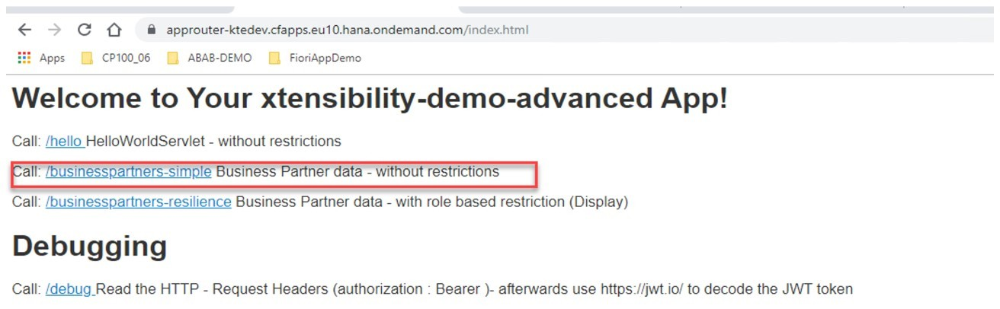 approuter-ktedev.cfapps.eu10.hana.ondemand.com/index.html
Apps CP100_06 ABAB-DEMO FioriAppDemo
Welcome to Your xtensibility-demo-advanced App!
Call: /hello HelloWorldServlet - without restrictions
Call: /businesspartners-simple Business Partner data - without restrictions
Call: /businesspartners-resilience Business Partner data - with role based restriction (Display)
Debugging
Call: /debug Read the HTTP - Request Headers (authorization : Bearer )- afterwards use https://jwt.io/ to decode the JWT token